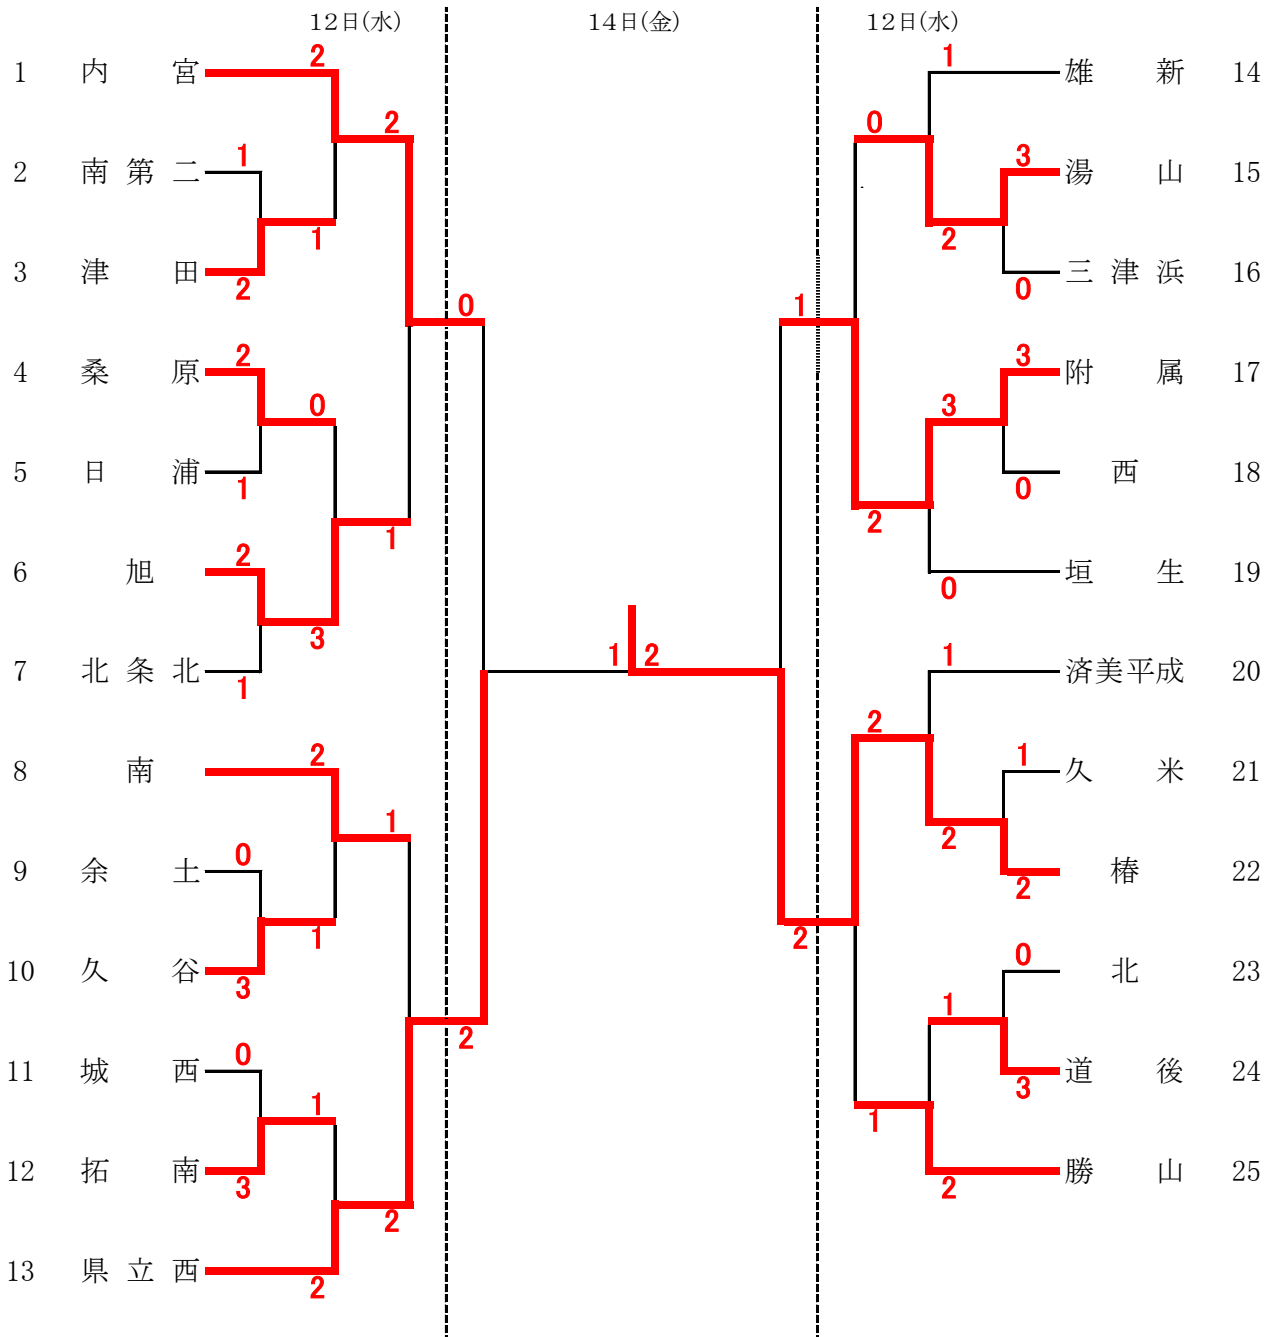 12日(水) 14日(金) 12日(水)
2 1
1 内宮 雄新 14
2 0
1 3
2 南第二 湯山 15
1 2
3 津田 三津浜 16
2 0
0 1
2 3
4 桑原 附属 17
0 3
5 日浦 西 18
1 0
1 2
2
6 旭 垣生 19
0
3
1 2 1
7 北条北 済美平成 20
1
2
2 1
8 南 久米 21
1 2
0
9 余土 椿 22
2
1 2
0
10 久谷 北 23
3
1
2
0
11 城西 道後 24
3
1 1
12 拓南 勝山 25
3 2
2
13 県立西
2